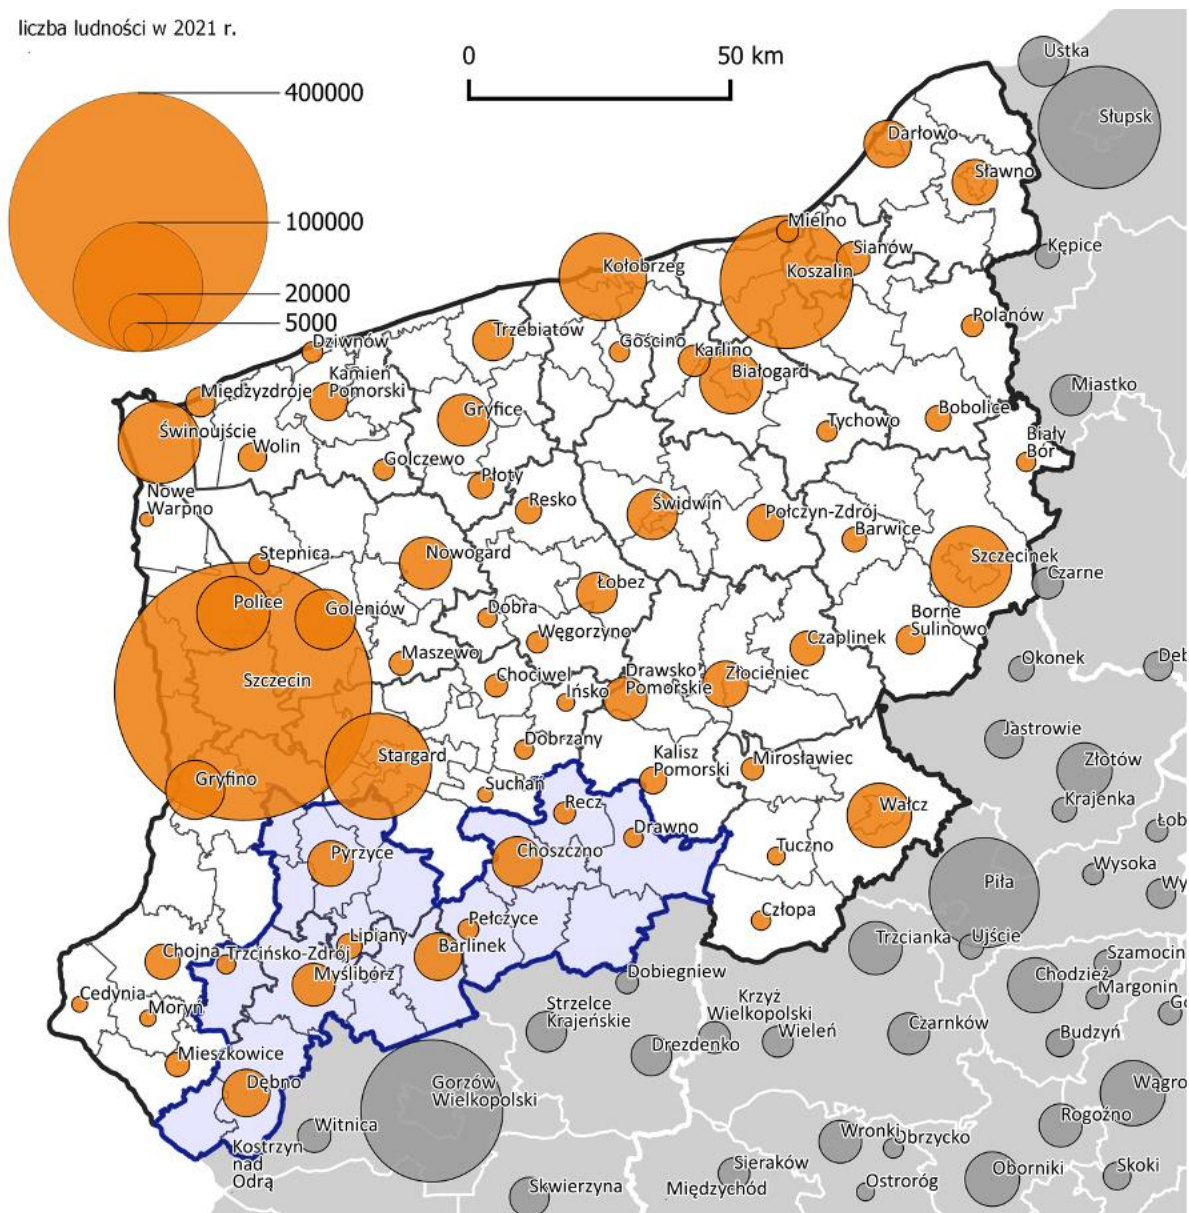 liczba ludności w 2021 r.
0
50 km
400000
100000
20000
5000
Ustka
Słupsk
Darłowo
Sławno
Mielno
Sianów
Kępice
Kołobrzeg
Koszalin
Polanów
Trzebiatów
Gościno
Dziwnów
Karlino
Kamień
Pomorski
Białogard
Miastko
Międzyzdroje
Gryfice
Bobolice
Świnoujście
Tychowo
Biały
Bór
Wolin
Golczewo
Płoty
Nowe
Warpno
Resko
Świdwin
Połczyn-Zdrój
Barwice
Stepnica
Nowogard
Szczecinek
Czarne
Łobez
Police
Goleniów
Dobra
Borne
Sulinowo
Węgorzyno
Czaplinek
Maszewo
Okonek
Deb
Szczecin
Chociwel
Ińsko
Drawsko
Pomorskie
Złocieniec
Jastrowie
Stargard
Dobrzany
Kalisz
Pomorski
Mirosławiec
Złotów
Gryfino
Suchań
Recz
Wałcz
Krajenka
Drawno
Łob
Pyrzyce
Choszczno
Tuczno
Wysoka
Piła
Wy
Pełczyce
Człopa
Lipiany
Barlinek
Trzcianka
Ujście
Szamocin
Chojna
Trzcińsko-Zdrój
Myślibórz
Dobiegniew
Chodzież
Margonin
Cedynia
Moryń
Strzelce
Krajeńskie
Krzyż
Wielkopolski
Wieleń
Czarnków
Budzyń
Go
Mieszkowice
Drezdenko
Dębno
Gorzów
Wielkopolski
Wągro
Witnica
Rogoźno
Kostrzyn
nad
Odrą
Wronki
Obrzycko
Sieraków
Międzychód
Skwierzyna
Ostroróg
Oborniki
Skoki